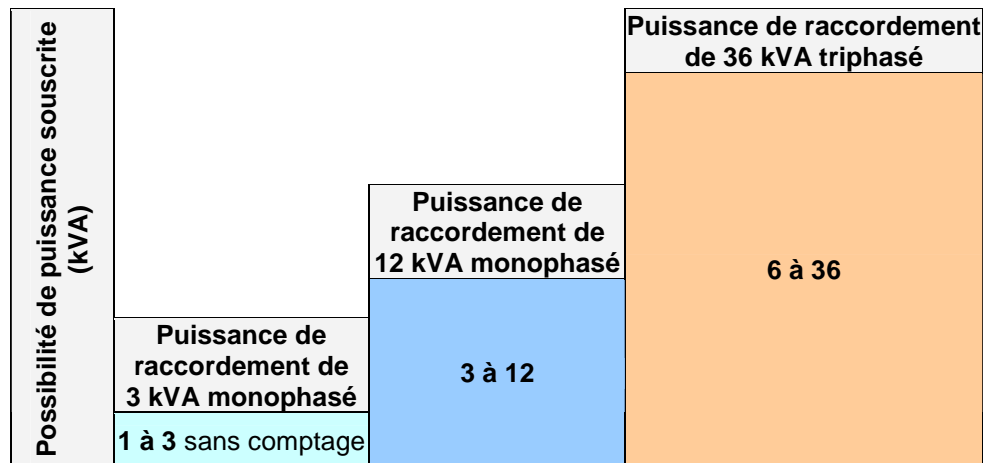 Possibilité de puissance souscrite
(kVA)
Puissance de
raccordement de
3 kVA monophasé
1 à 3 sans comptage
Puissance de
raccordement de
12 kVA monophasé
3 à 12
Puissance de raccordement
de 36 kVA triphasé
6 à 36